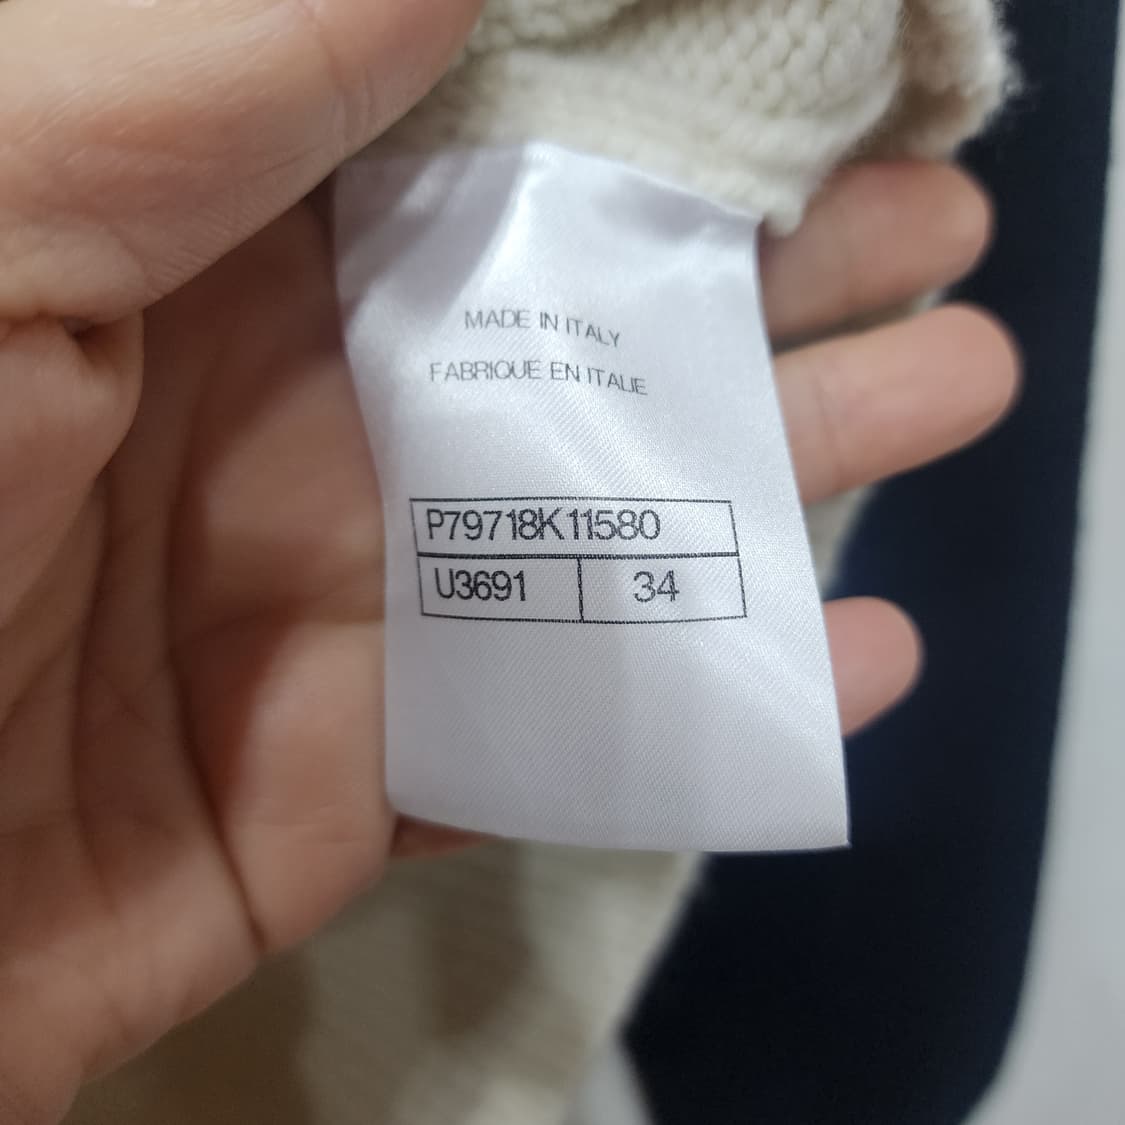 MADE IN ITALY
FABRIQUE EN ITALIE
P79718K11580
U3691 34